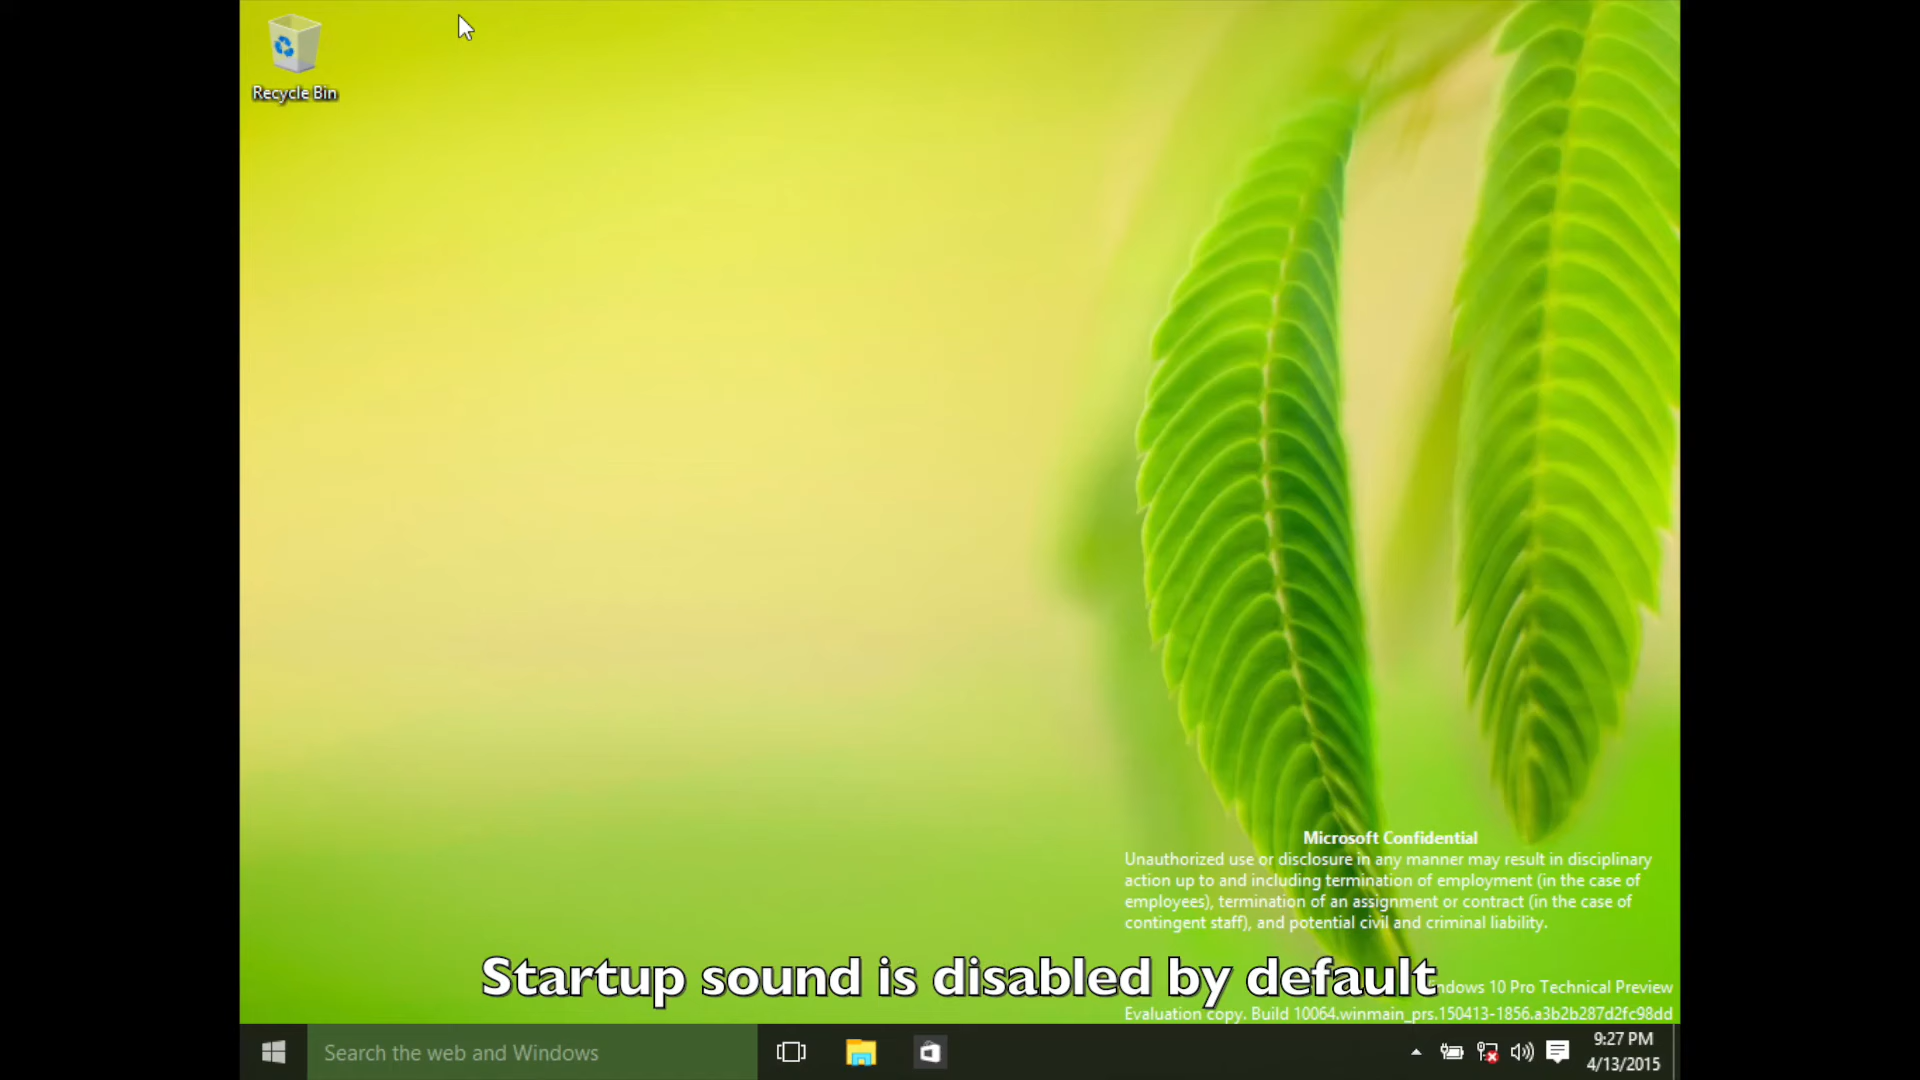 Recycle Bin
Microsoft Confidential
Unauthorized use or disclosure in any manner may result in disciplinary
action up to and including termination of employment (in the case of
employees), termination of an assignment or contract (in the case of
contingent staff), and potential civil and criminal liability.
Startup sound is disabled by default
ndows 10 Pro Technical Preview
Evaluation copy. Build 10064.winmain_prs.150413-1856.a3b2b287d2fc98dd
Search the web and Windows
9:27 PM
4/13/2015